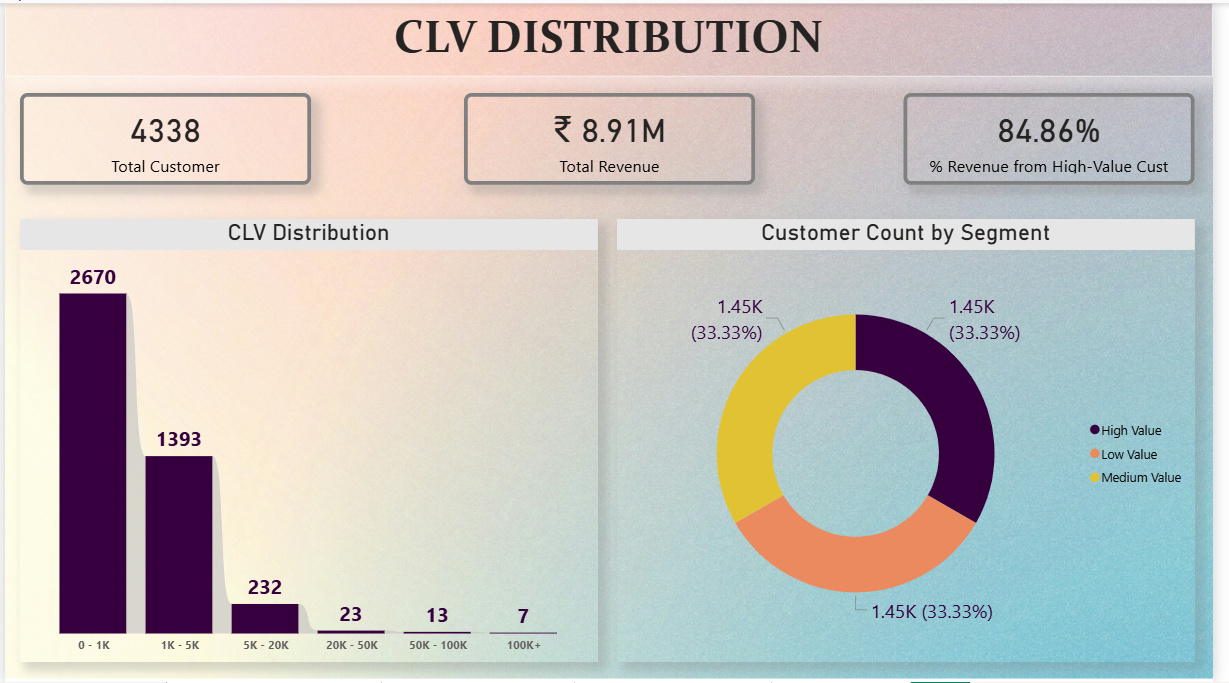 CLV DISTRIBUTION
4338
Total Customer
₹ 8.91M
Total Revenue
84.86%
% Revenue from High-Value Cust
CLV Distribution
2670
1393
232
23
13
7
0 - 1K
1K - 5K
5K - 20K
20K - 50K
50K - 100K
100K+
Customer Count by Segment
1.45K
(33.33%)
1.45K
(33.33%)
1.45K (33.33%)
High Value
Low Value
Medium Value